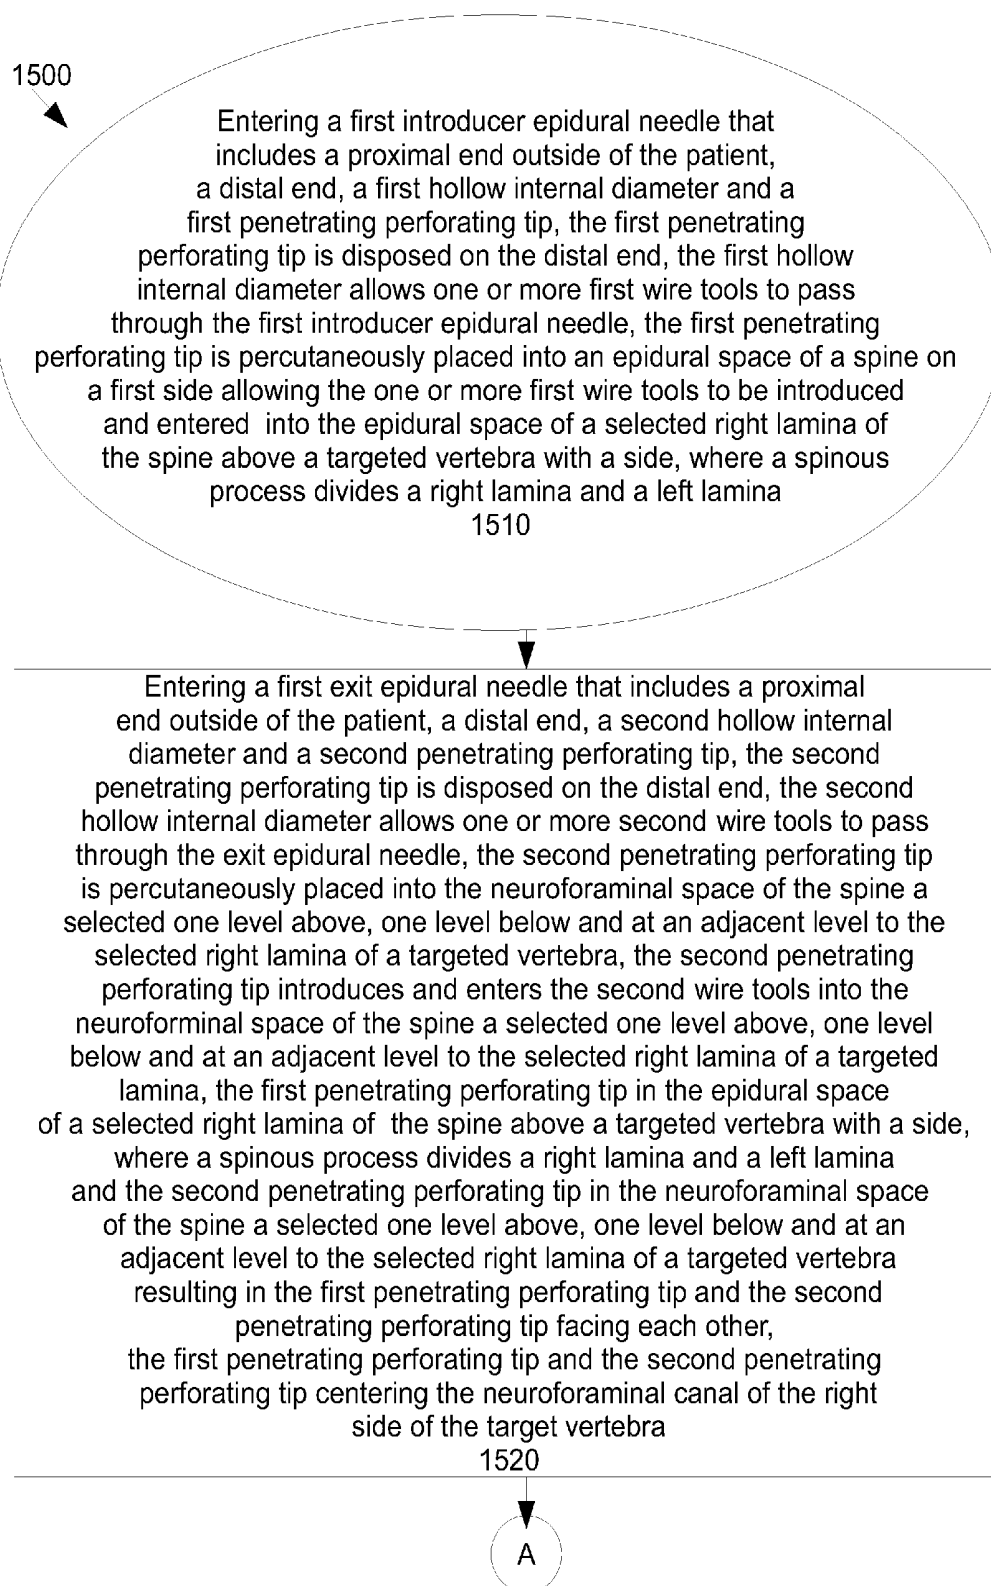 1500
Entering a first introducer epidural needle that
includes a proximal end outside of the patient,
a distal end, a first hollow internal diameter and a
first penetrating perforating tip, the first penetrating
perforating tip is disposed on the distal end, the first hollow
internal diameter allows one or more first wire tools to pass
through the first introducer epidural needle, the first penetrating
perforating tip is percutaneously placed into an epidural space of a spine on
a first side allowing the one or more first wire tools to be introduced
and entered into the epidural space of a selected right lamina of
the spine above a targeted vertebra with a side, where a spinous
process divides a right lamina and a left lamina
1510
Entering a first exit epidural needle that includes a proximal
end outside of the patient, a distal end, a second hollow internal
diameter and a second penetrating perforating tip, the second
penetrating perforating tip is disposed on the distal end, the second
hollow internal diameter allows one or more second wire tools to pass
through the exit epidural needle, the second penetrating perforating tip
is percutaneously placed into the neuroforaminal space of the spine a
selected one level above, one level below and at an adjacent level to the
selected right lamina of a targeted vertebra, the second penetrating
perforating tip introduces and enters the second wire tools into the
neuroforminal space of the spine a selected one level above, one level
below and at an adjacent level to the selected right lamina of a targeted
lamina, the first penetrating perforating tip in the epidural space
of a selected right lamina of the spine above a targeted vertebra with a side,
where a spinous process divides a right lamina and a left lamina
and the second penetrating perforating tip in the neuroforaminal space
of the spine a selected one level above, one level below and at an
adjacent level to the selected right lamina of a targeted vertebra
resulting in the first penetrating perforating tip and the second
penetrating perforating tip facing each other,
the first penetrating perforating tip and the second penetrating
perforating tip centering the neuroforaminal canal of the right
side of the target vertebra
1520
A